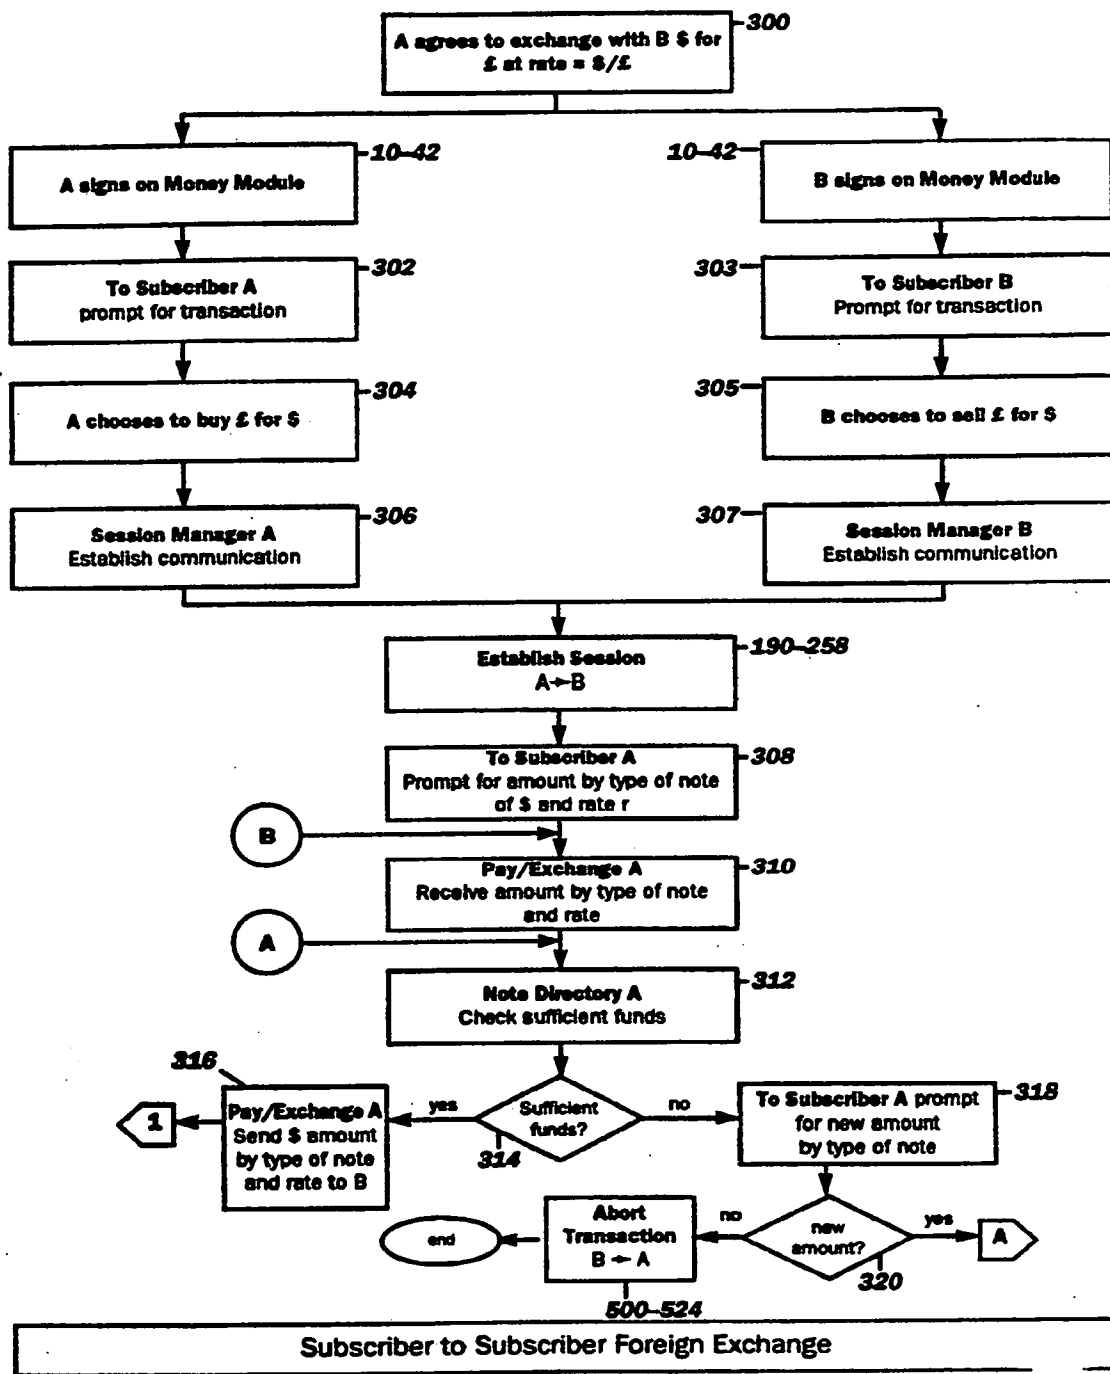 300
A agrees to exchange with B $ for
£ at rate = $/£
10–42
A signs on Money Module
10–42
B signs on Money Module
302
To Subscriber A
prompt for transaction
303
To Subscriber B
Prompt for transaction
304
A chooses to buy £ for $
305
B chooses to sell £ for $
306
Session Manager A
Establish communication
307
Session Manager B
Establish communication
190–258
Establish Session
A→B
308
To Subscriber A
Prompt for amount by type of note
of $ and rate r
B
310
Pay/Exchange A
Receive amount by type of note
and rate
A
312
Note Directory A
Check sufficient funds
316
1
Pay/Exchange A
Send $ amount
by type of note
and rate to B
yes
Sufficient
funds?
314
no
318
To Subscriber A prompt
for new amount
by type of note
end
Abort
Transaction
B ← A
500–524
no
new
amount?
320
yes
A
Subscriber to Subscriber Foreign Exchange